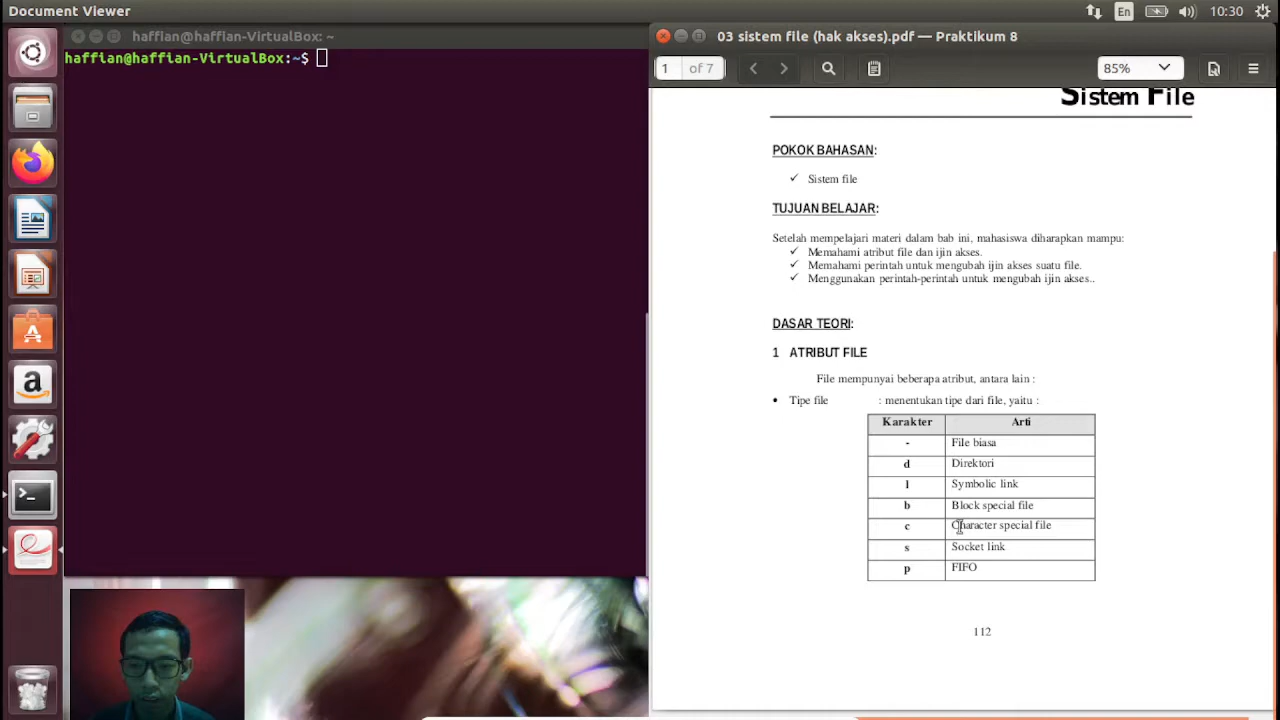 Document Viewer
En
10:30
haffian@haffian-VirtualBox: ~
haffian@haffian-VirtualBox:~$
03 sistem file (hak akses).pdf — Praktikum 8
1 of 7
85%
Sistem File
POKOK BAHASAN:
✓ Sistem file
TUJUAN BELAJAR:
Setelah mempelajari materi dalam bab ini, mahasiswa diharapkan mampu:
✓ Memahami atribut file dan ijin akses.
✓ Memahami perintah untuk mengubah ijin akses suatu file.
✓ Menggunakan perintah-perintah untuk mengubah ijin akses..
DASAR TEORI:
1 ATRIBUT FILE
File mempunyai beberapa atribut, antara lain :
• Tipe file : menentukan tipe dari file, yaitu :
Karakter Arti
- File biasa
d Direktori
l Symbolic link
b Block special file
c Character special file
s Socket link
p FIFO
112